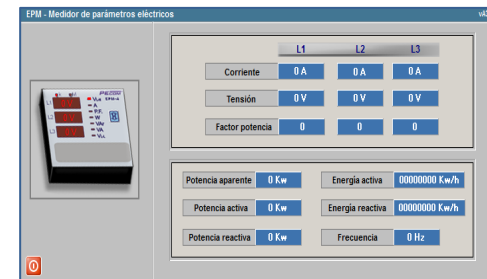 EPM - Medidor de parámetros eléctricos
L1 L2 L3
Corriente 0 A 0 A 0 A
Tensión 0 V 0 V 0 V
Factor potencia 0 0 0
Potencia aparente 0 Kw Energía activa 00000000 Kw/h
Potencia activa 0 Kw Energía reactiva 00000000 Kw/h
Potencia reactiva 0 Kw Frecuencia 0 Hz